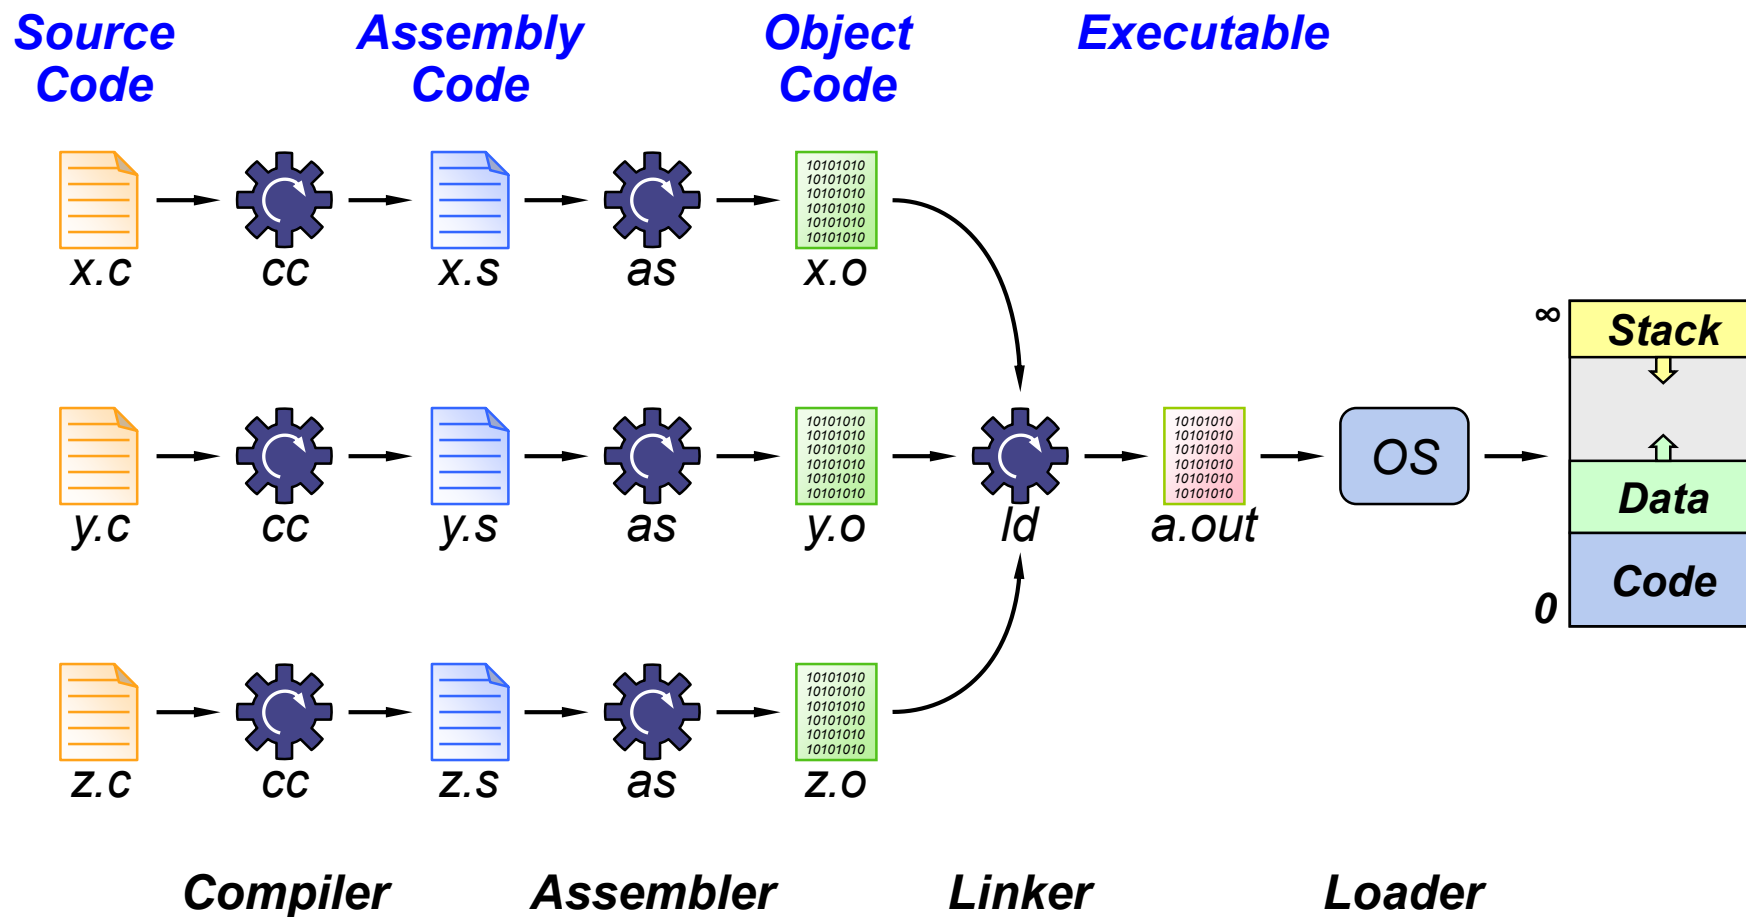 Source Code
Assembly Code
Object Code
Executable
10101010
10101010
10101010
10101010
10101010
10101010
x.c
cc
x.s
as
x.o
∞
Stack
10101010
10101010
10101010
10101010
10101010
10101010
10101010
10101010
10101010
10101010
10101010
10101010
OS
Data
y.c
cc
y.s
as
y.o
ld
a.out
Code
0
10101010
10101010
10101010
10101010
10101010
10101010
z.c
cc
z.s
as
z.o
Compiler
Assembler
Linker
Loader